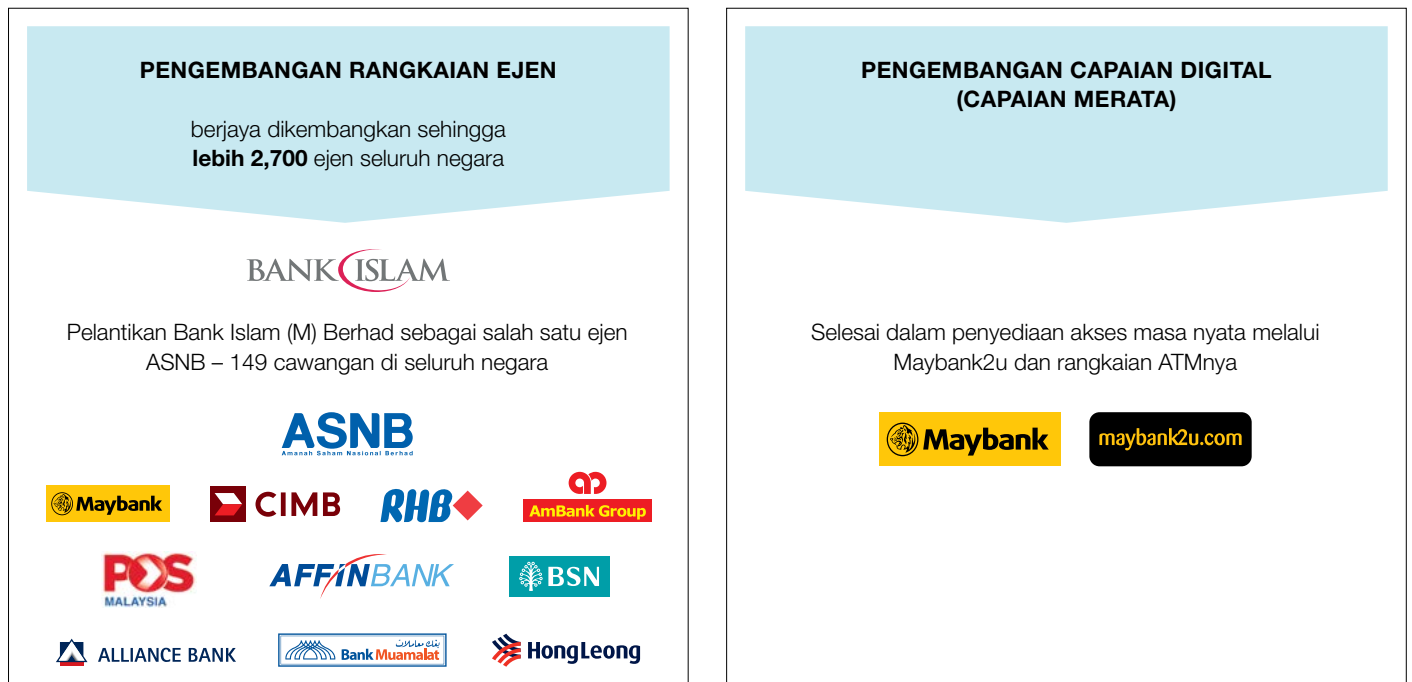 PENGEMBANGAN RANGKAIAN EJEN
berjaya dikembangkan sehingga
lebih 2,700 ejen seluruh negara
BANK ISLAM
Pelantikan Bank Islam (M) Berhad sebagai salah satu ejen
ASNB – 149 cawangan di seluruh negara
ASNB
Amanah Saham Nasional Berhad
Maybank
CIMB
RHB
AmBank Group
POS
MALAYSIA
AFFINBANK
BSN
ALLIANCE BANK
بنك معاملات
Bank Muamalat
HongLeong
PENGEMBANGAN CAPAIAN DIGITAL
(CAPAIAN MERATA)
Selesai dalam penyediaan akses masa nyata melalui
Maybank2u dan rangkaian ATMnya
Maybank
maybank2u.com